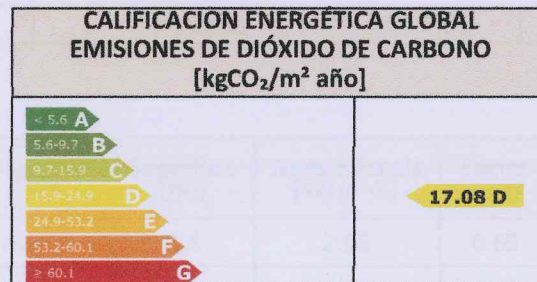 CALIFICACION ENERGÉTICA GLOBAL
EMISIONES DE DIÓXIDO DE CARBONO
[kgCO₂/m² año]
< 5.6 A
5.6-9.7 B
9.7-15.9 C
15.9-24.9 D
17.08 D
24.9-53.2 E
53.2-60.1 F
≥ 60.1 G